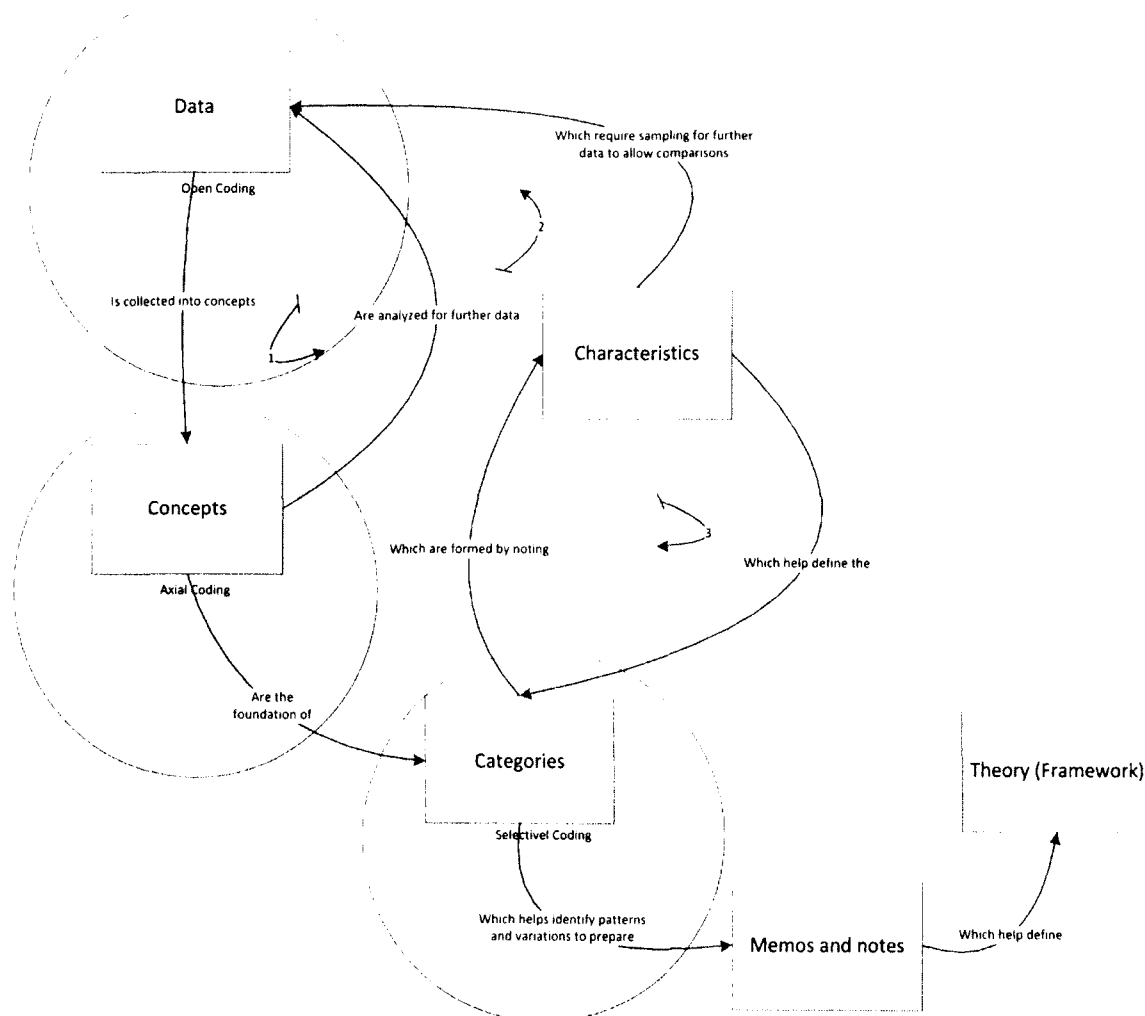 Data
Which require sampling for further
data to allow comparisons
Open Coding
2
Is collected into concepts
Are analyzed for further data
1
Characteristics
Concepts
3
Which are formed by noting
Which help define the
Axial Coding
Are the
foundation of
Categories
Theory (Framework)
Selectivel Coding
Which helps identify patterns
and variations to prepare
Memos and notes
Which help define